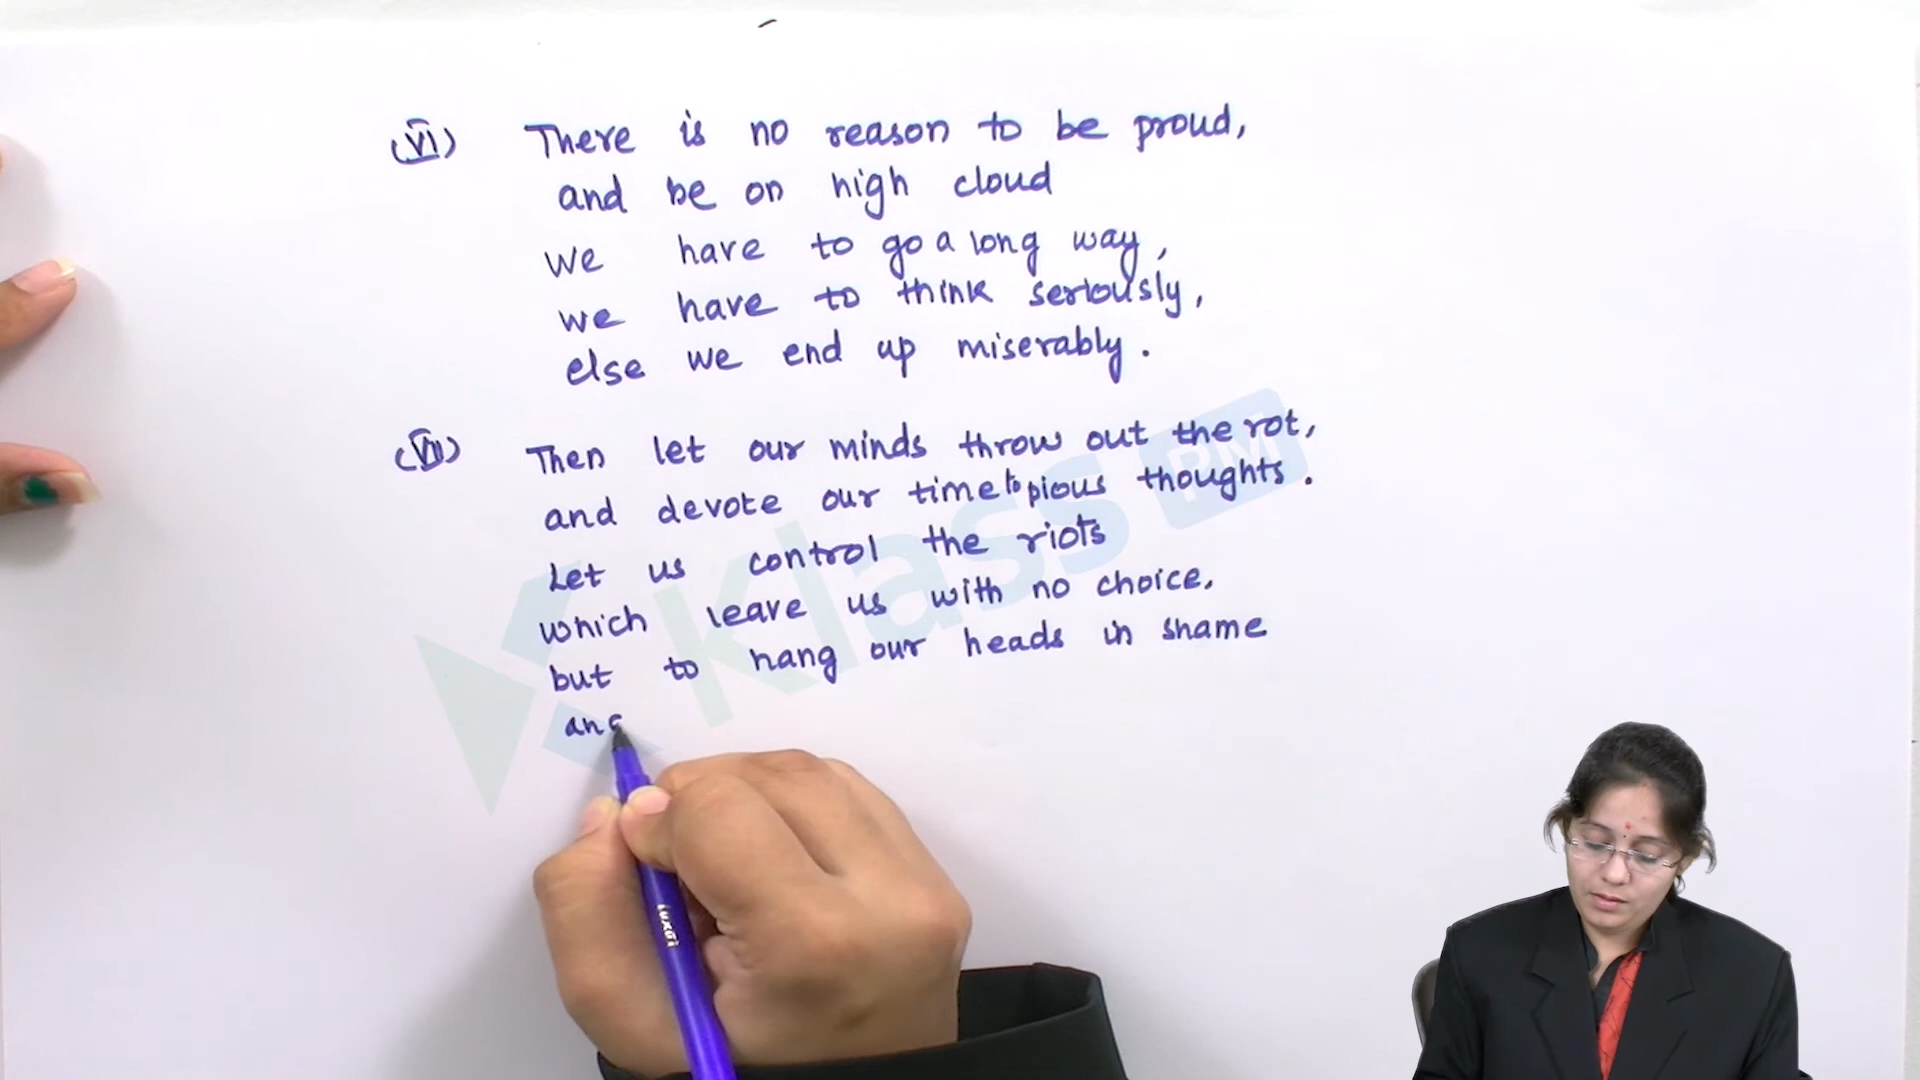 (VI) There is no reason to be proud,
and be on high cloud
we have to go a long way,
we have to think seriously,
else we end up miserably.
(VII) Then let our minds throw out the rot,
and devote our time to pious thoughts.
Let us control the riots
which leave us with no choice,
but to hang our heads in shame
and
Klass PM